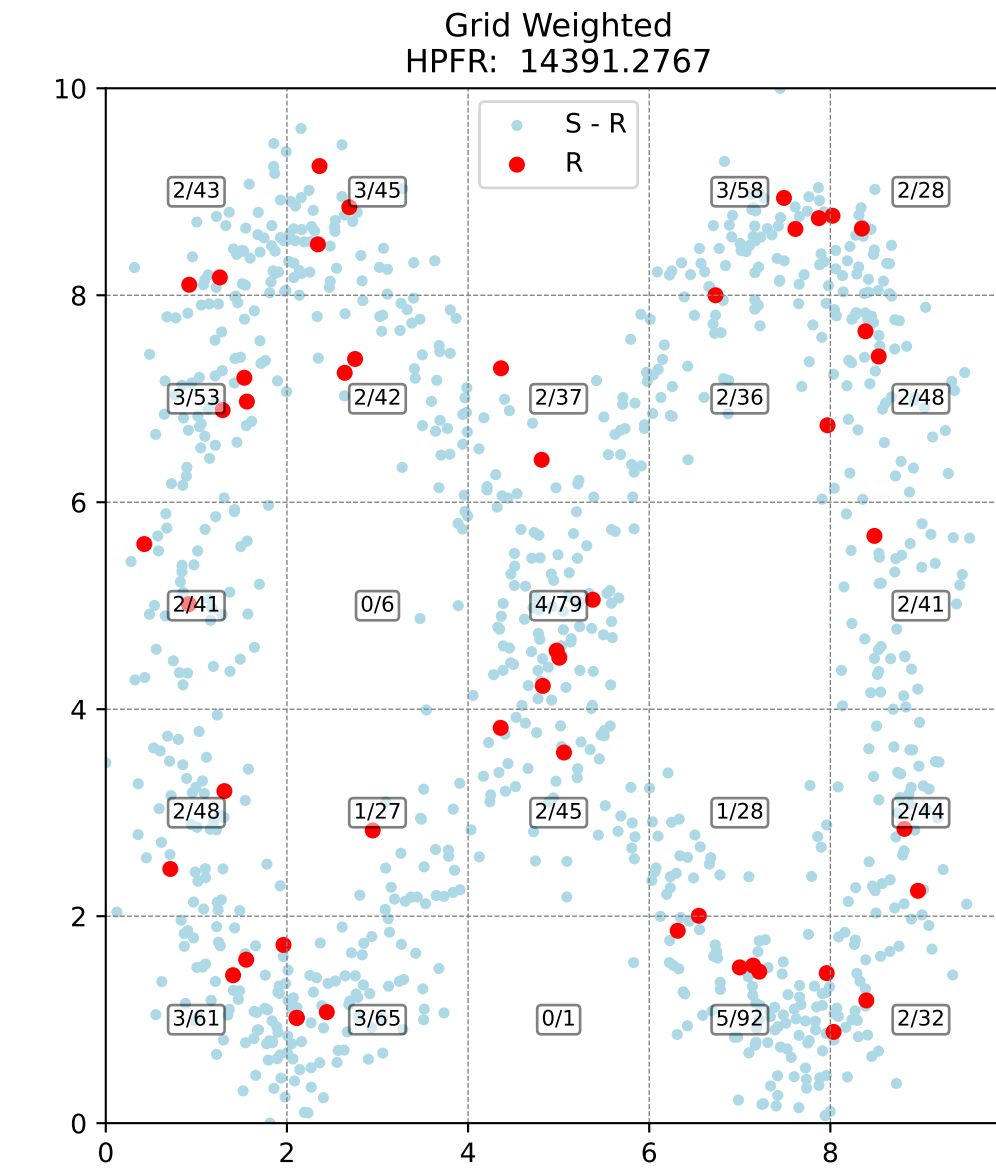 Grid Weighted
HPFR:  14391.2767
10
S - R
R
2/43 3/45 3/58 2/28
8
3/53 2/42 2/37 2/36 2/48
6
2/41 0/6 4/79 2/41
4
2/48 1/27 2/45 1/28 2/44
2
3/61 3/65 0/1 5/92 2/32
0
0 2 4 6 8